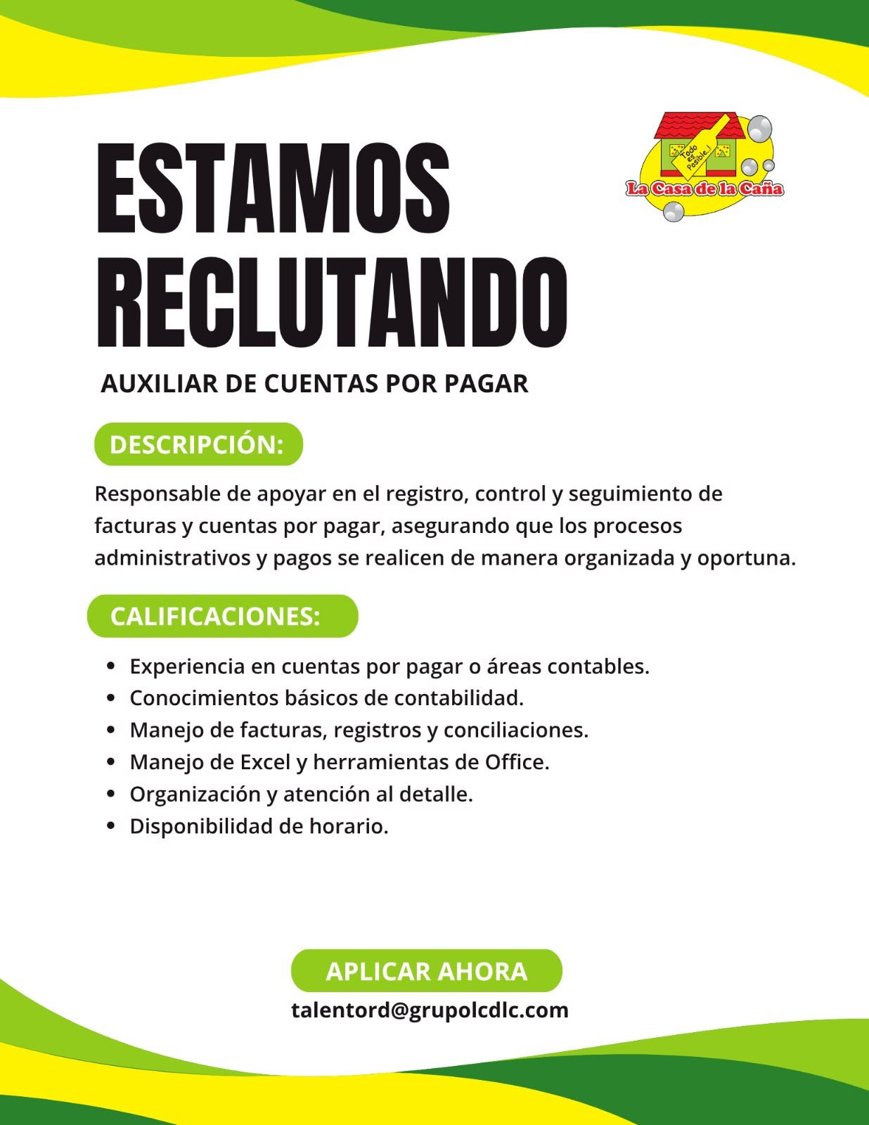 ESTAMOS
RECLUTANDO
Todo
es
Posible..!
La Casa de la Caña
AUXILIAR DE CUENTAS POR PAGAR
DESCRIPCIÓN:
Responsable de apoyar en el registro, control y seguimiento de
facturas y cuentas por pagar, asegurando que los procesos
administrativos y pagos se realicen de manera organizada y oportuna.
CALIFICACIONES:
• Experiencia en cuentas por pagar o áreas contables.
• Conocimientos básicos de contabilidad.
• Manejo de facturas, registros y conciliaciones.
• Manejo de Excel y herramientas de Office.
• Organización y atención al detalle.
• Disponibilidad de horario.
APLICAR AHORA
talentord@grupolcdlc.com